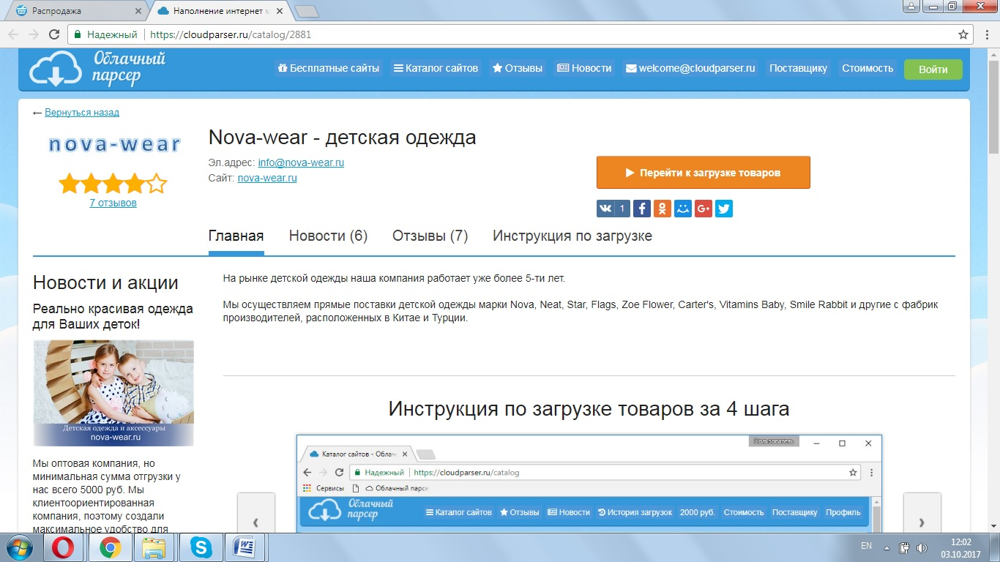 Распродажа
Наполнение интернет м
Надежный https://cloudparser.ru/catalog/2881
Облачный
парсер
Бесплатные сайты Каталог сайтов Отзывы Новости welcome@cloudparser.ru Поставщику Стоимость Войти
← Вернуться назад
nova-wear
7 отзывов
Nova-wear - детская одежда
Эл.адрес: info@nova-wear.ru
Сайт: nova-wear.ru
Перейти к загрузке товаров
1
Главная Новости (6) Отзывы (7) Инструкция по загрузке
Новости и акции
Реально красивая одежда
для Ваших деток!
Детская одежда и аксессуары
nova-wear.ru
Мы оптовая компания, но
минимальная сумма отгрузки у
нас всего 5000 руб. Мы
клиентоориентированная
компания, поэтому создали
максимальное удобство для
На рынке детской одежды наша компания работает уже более 5-ти лет.
Мы осуществляем прямые поставки детской одежды марки Nova, Neat, Star, Flags, Zoe Flower, Carter's, Vitamins Baby, Smile Rabbit и другие с фабрик
производителей, расположенных в Китае и Турции.
Инструкция по загрузке товаров за 4 шага
Пользователь
Каталог сайтов - Облач
Надежный https://cloudparser.ru/catalog
Сервисы Облачный парсе
Облачный
парсер
Каталог сайтов Отзывы Новости История загрузок 2000 руб. Стоимость Поставщику Профиль
EN
12:02
03.10.2017